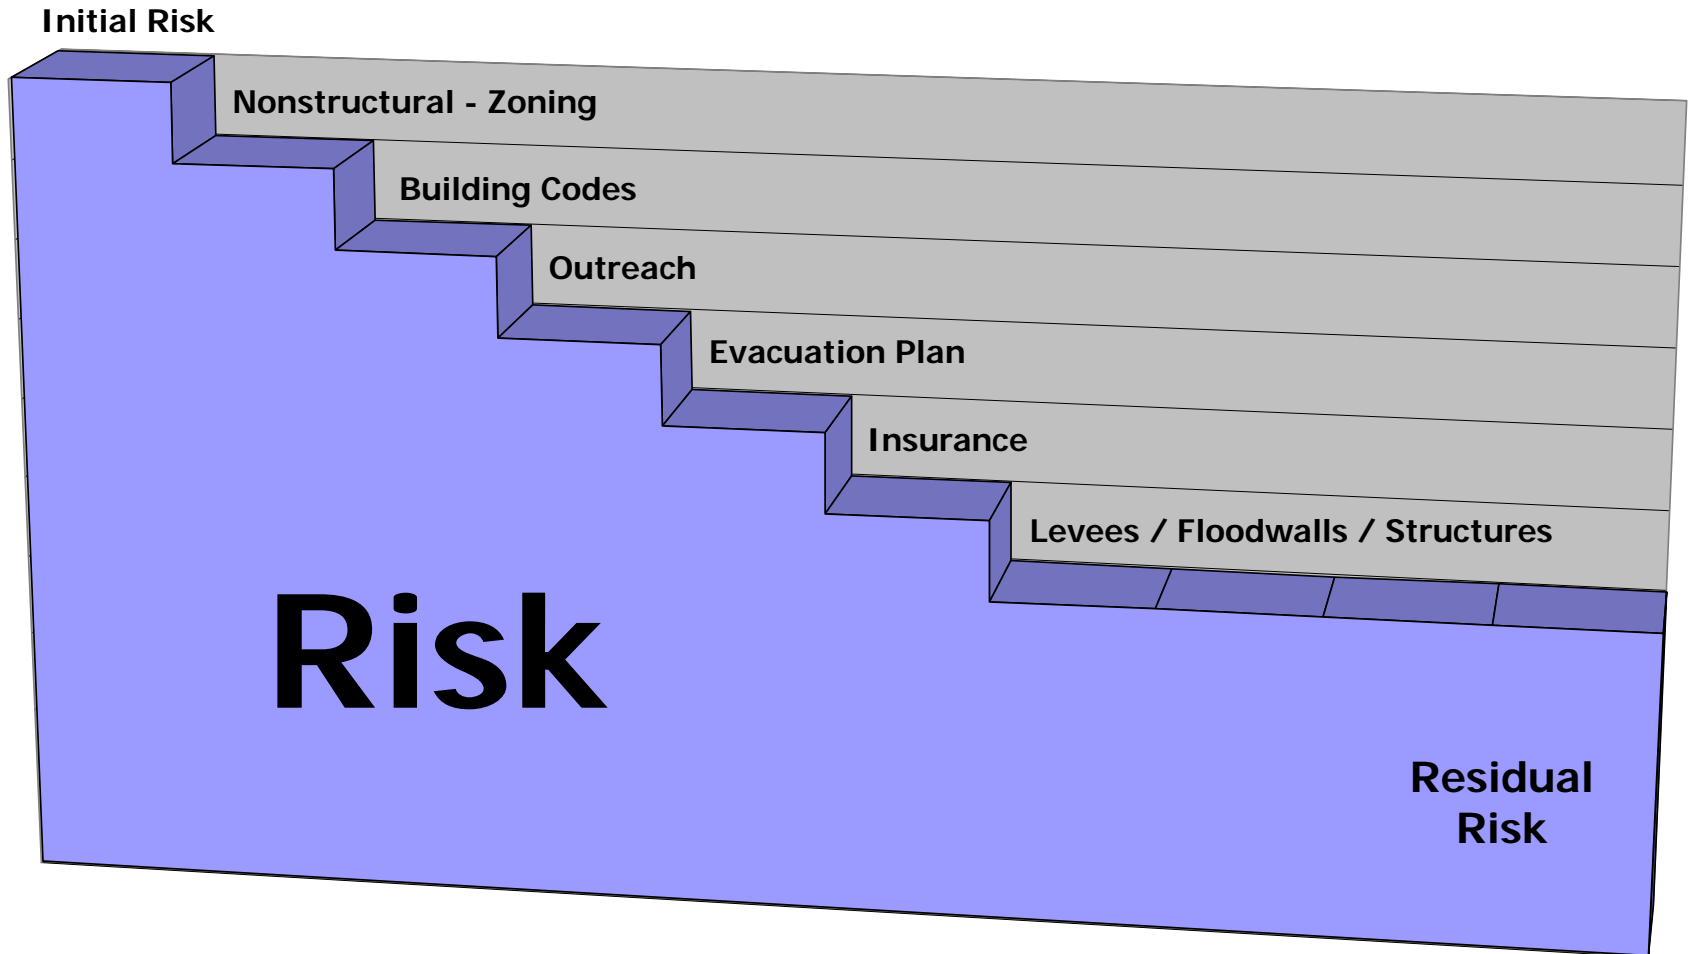 Initial Risk
Nonstructural - Zoning
Building Codes
Outreach
Evacuation Plan
Insurance
Levees / Floodwalls / Structures
Risk
Residual
Risk